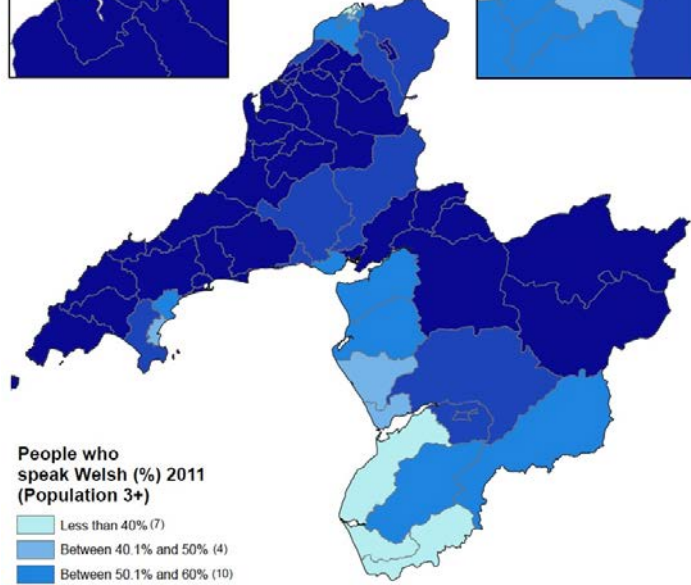 People who
speak Welsh (%) 2011
(Population 3+)
Less than 40% (7)
Between 40.1% and 50% (4)
Between 50.1% and 60% (10)